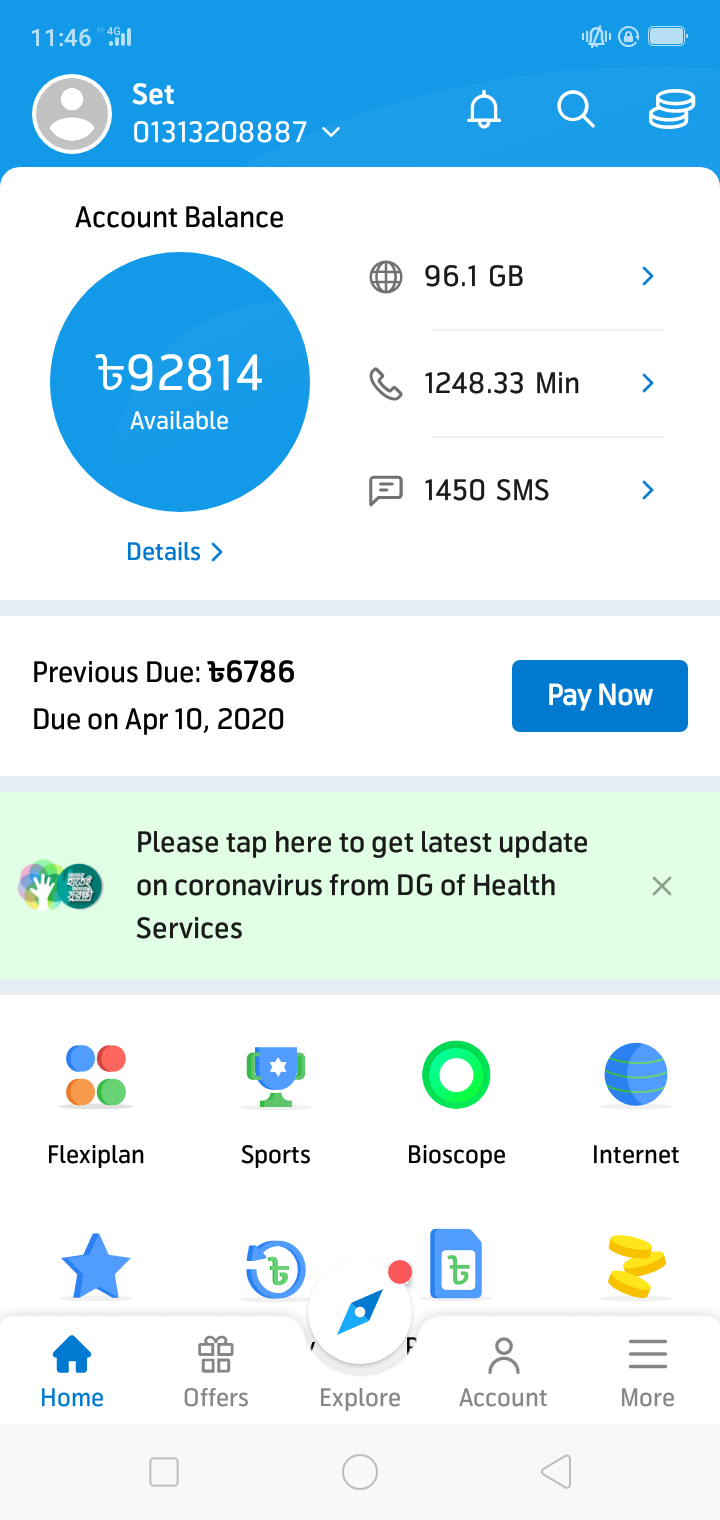 11:46 4G
Set
01313208887
Account Balance
৳92814
Available
Details
96.1 GB
1248.33 Min
1450 SMS
Previous Due: ৳6786
Due on Apr 10, 2020
Pay Now
Please tap here to get latest update
on coronavirus from DG of Health
Services
Flexiplan Sports Bioscope Internet
৳ ৳
Home Offers Explore Account More